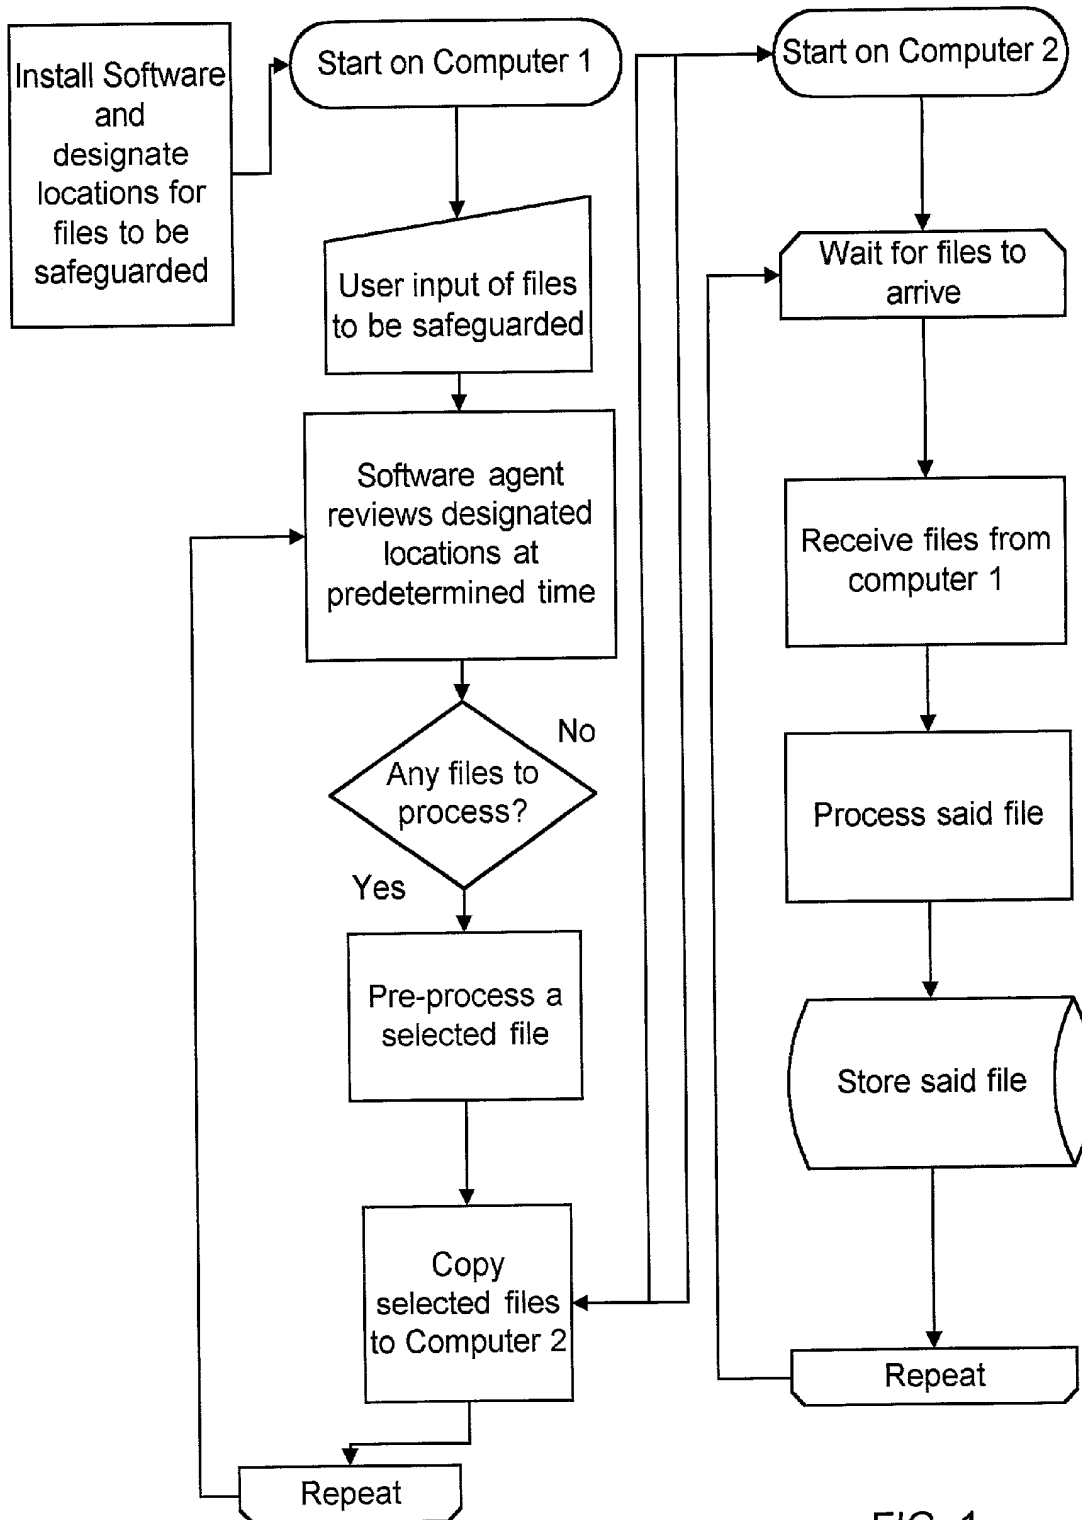 Install Software
and
designate
locations for
files to be
safeguarded
Start on Computer 1
User input of files
to be safeguarded
Software agent
reviews designated
locations at
predetermined time
Any files to
process?
No
Yes
Pre-process a
selected file
Copy
selected files
to Computer 2
Repeat
Start on Computer 2
Wait for files to
arrive
Receive files from
computer 1
Process said file
Store said file
Repeat
FIG. 1